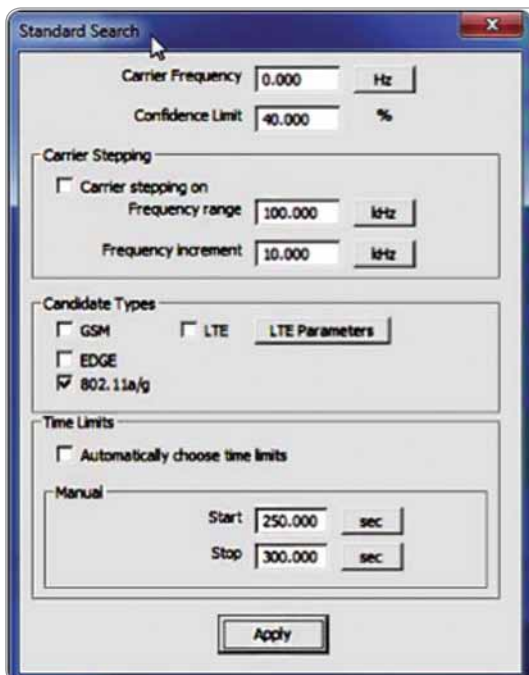 Standard Search
X
Carrier Frequency 0.000 Hz
Confidence Limit 40.000 %
Carrier Stepping
Carrier stepping on
Frequency range 100.000 kHz
Frequency increment 10.000 kHz
Candidate Types
GSM LTE LTE Parameters
EDGE
802.11a/g
Time Limits
Automatically choose time limits
Manual
Start 250.000 sec
Stop 300.000 sec
Apply